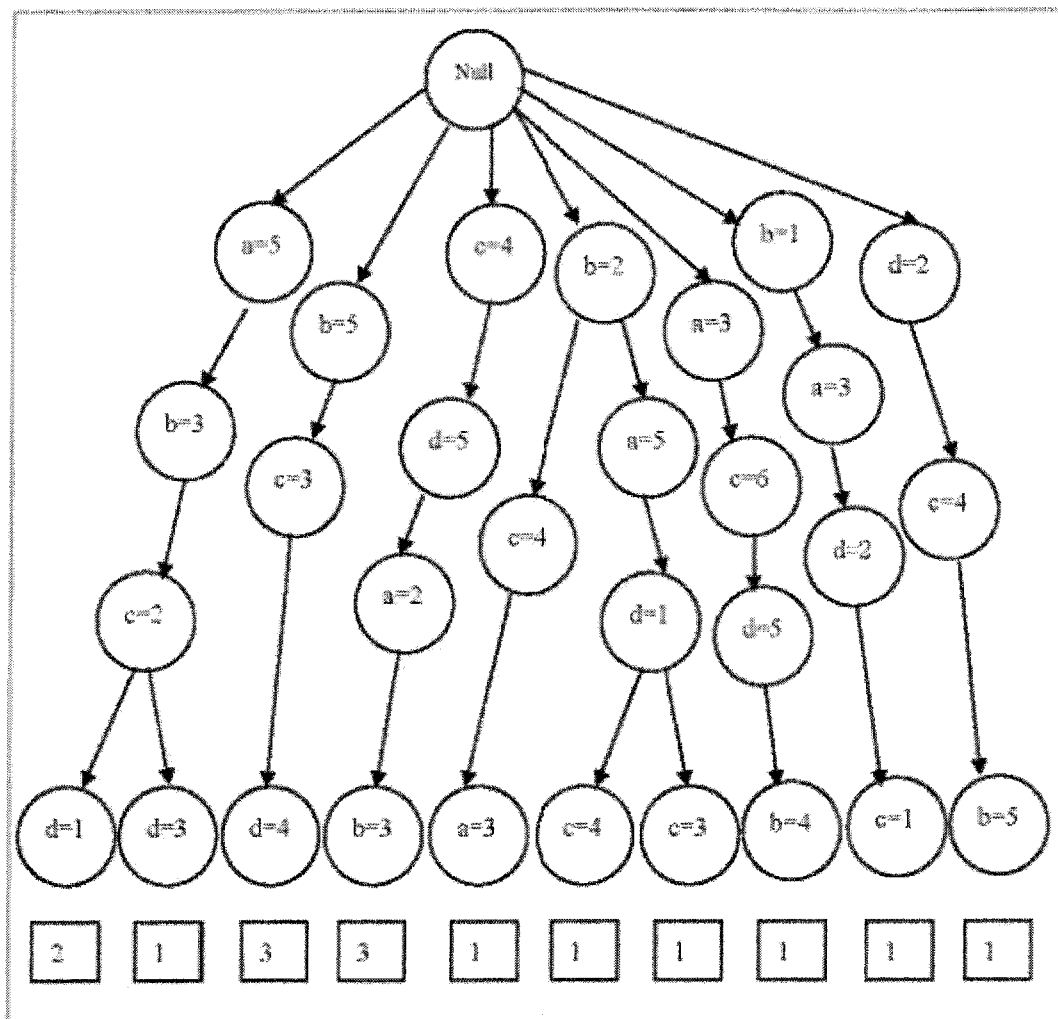 Null
a=5
c=4
b=1
b=2
d=2
b=5
a=3
a=3
b=3
d=5
a=5
c=3
c=6
c=4
c=4
d=2
a=2
c=2
d=1
d=5
d=1
d=3
d=4
b=3
a=3
c=4
c=3
b=4
c=1
b=5
2 1 3 3 1 1 1 1 1 1